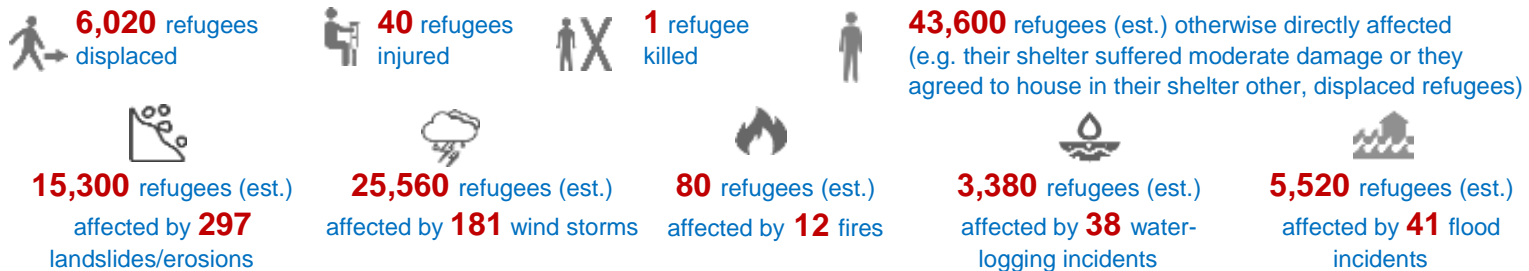 6,020 refugees
displaced
40 refugees
injured
1 refugee
killed
43,600 refugees (est.) otherwise directly affected
(e.g. their shelter suffered moderate damage or they
agreed to house in their shelter other, displaced refugees)
15,300 refugees (est.)
affected by 297
landslides/erosions
25,560 refugees (est.)
affected by 181 wind storms
80 refugees (est.)
affected by 12 fires
3,380 refugees (est.)
affected by 38 water-
logging incidents
5,520 refugees (est.)
affected by 41 flood
incidents